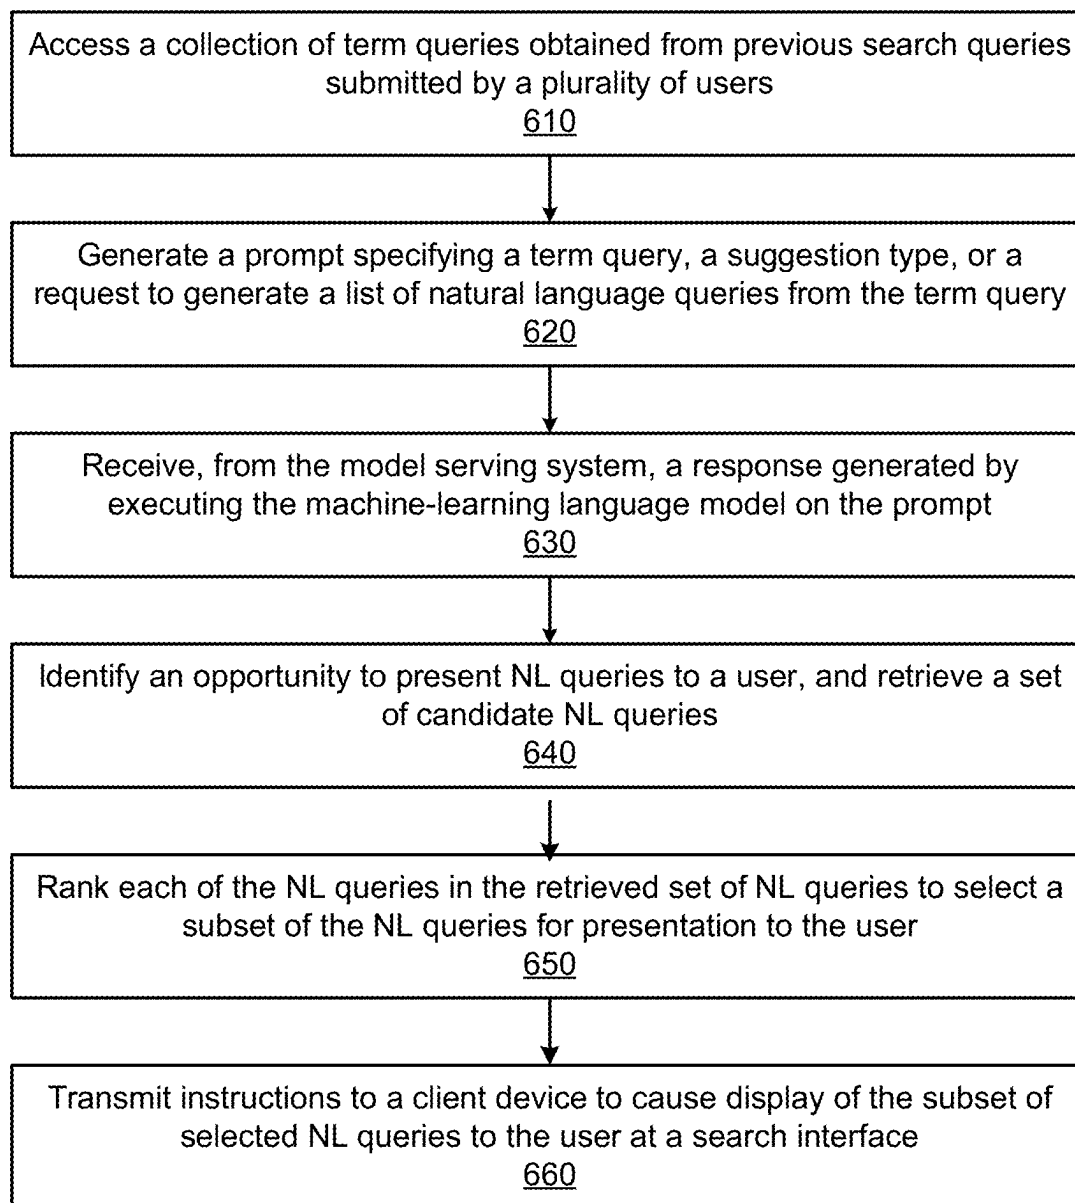 Access a collection of term queries obtained from previous search queries
submitted by a plurality of users
610
Generate a prompt specifying a term query, a suggestion type, or a
request to generate a list of natural language queries from the term query
620
Receive, from the model serving system, a response generated by
executing the machine-learning language model on the prompt
630
Identify an opportunity to present NL queries to a user, and retrieve a set
of candidate NL queries
640
Rank each of the NL queries in the retrieved set of NL queries to select a
subset of the NL queries for presentation to the user
650
Transmit instructions to a client device to cause display of the subset of
selected NL queries to the user at a search interface
660